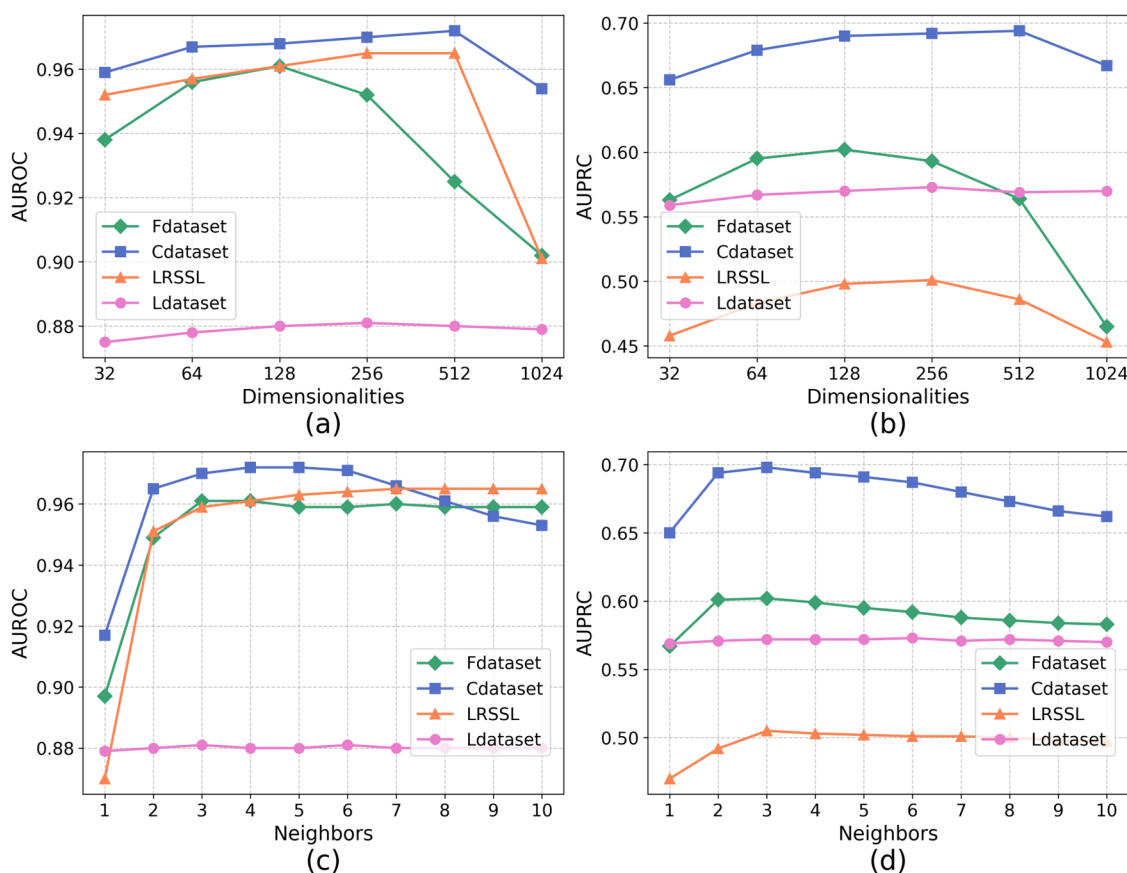 AUROC
0.96
0.94
0.92
0.90
0.88
Fdataset
Cdataset
LRSSL
Ldataset
32 64 128 256 512 1024
Dimensionalities
(a)
AUPRC
0.70
0.65
0.60
0.55
0.50
0.45
Fdataset
Cdataset
LRSSL
Ldataset
32 64 128 256 512 1024
Dimensionalities
(b)
AUROC
0.96
0.94
0.92
0.90
0.88
Fdataset
Cdataset
LRSSL
Ldataset
1 2 3 4 5 6 7 8 9 10
Neighbors
(c)
AUPRC
0.70
0.65
0.60
0.55
0.50
Fdataset
Cdataset
LRSSL
Ldataset
1 2 3 4 5 6 7 8 9 10
Neighbors
(d)